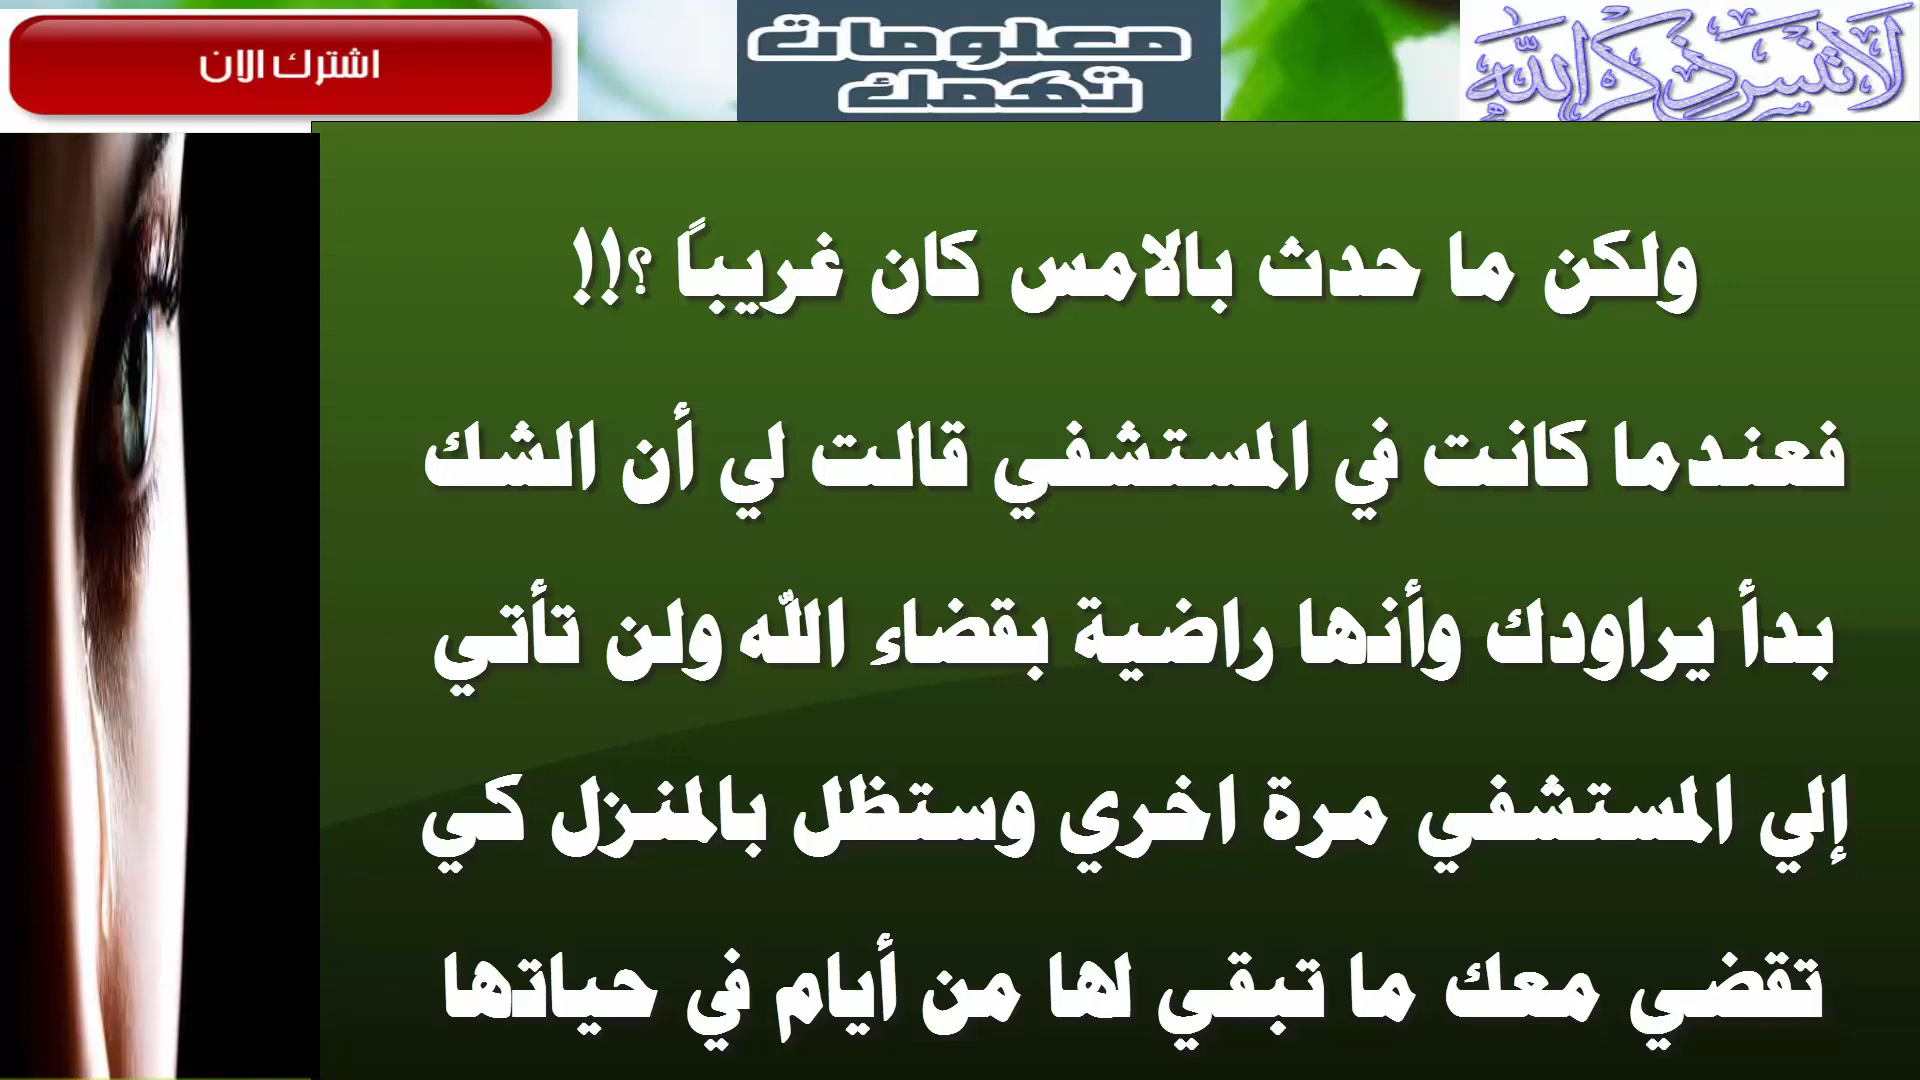 لا تنس ذكر الله
معلومات
تهمك
اشترك الان
ولكن ما حدث بالامس كان غريباً ؟!!
فعندما كانت في المستشفي قالت لي أن الشك
بدأ يراودك وأنها راضية بقضاء الله ولن تأتي
إلي المستشفي مرة اخري وستظل بالمنزل كي
تقضي معك ما تبقي لها من أيام في حياتها